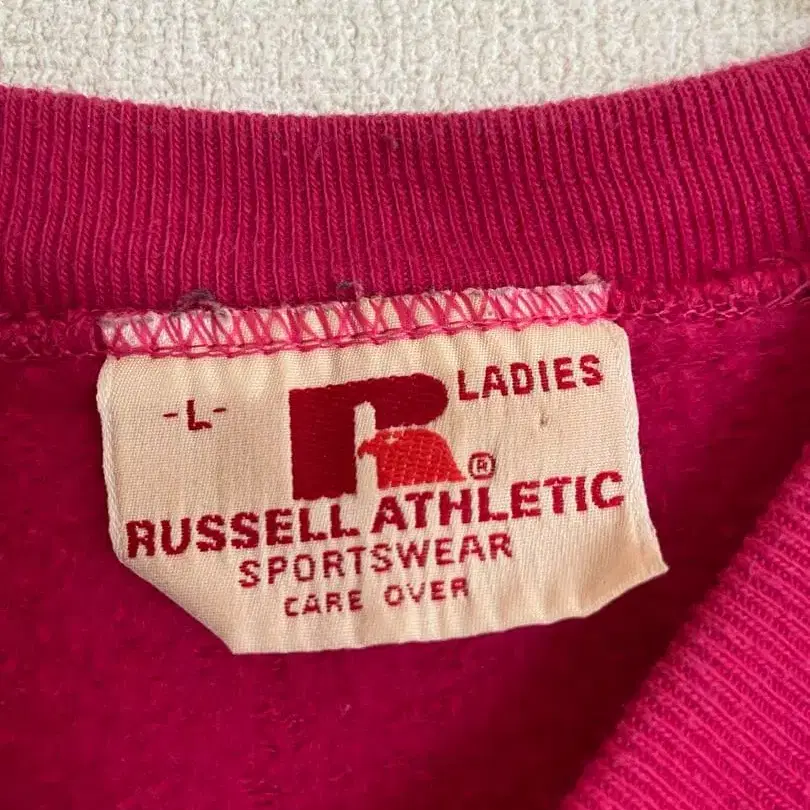 -L-
LADIES
R
®
RUSSELL ATHLETIC
SPORTSWEAR
CARE OVER